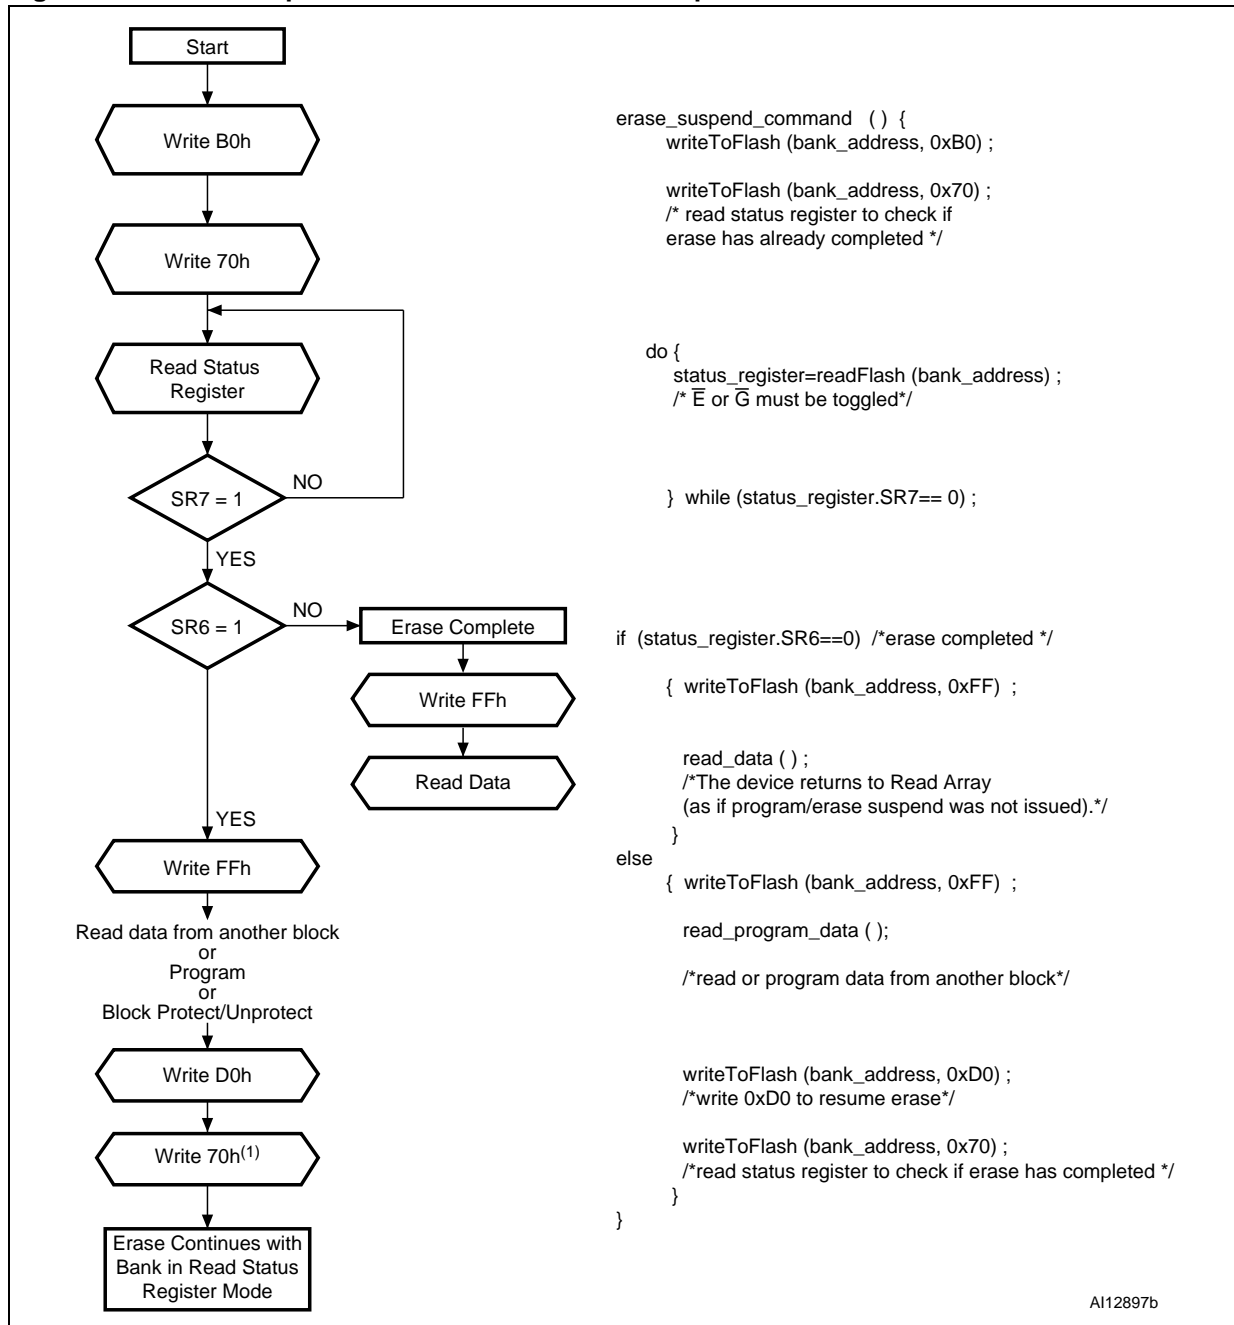 Start
Write B0h
Write 70h
Read Status
Register
SR7 = 1
NO
YES
SR6 = 1
NO
Erase Complete
Write FFh
Read Data
YES
Write FFh
Read data from another block
or
Program
or
Block Protect/Unprotect
Write D0h
Write 70h(1)
Erase Continues with
Bank in Read Status
Register Mode
erase_suspend_command ( ) {
writeToFlash (bank_address, 0xB0) ;
writeToFlash (bank_address, 0x70) ;
/* read status register to check if
erase has already completed */
do {
status_register=readFlash (bank_address) ;
/* E̅ or G̅ must be toggled*/
} while (status_register.SR7== 0) ;
if (status_register.SR6==0) /*erase completed */
{ writeToFlash (bank_address, 0xFF) ;
read_data ( ) ;
/*The device returns to Read Array
(as if program/erase suspend was not issued).*/
}
else
{ writeToFlash (bank_address, 0xFF) ;
read_program_data ( );
/*read or program data from another block*/
writeToFlash (bank_address, 0xD0) ;
/*write 0xD0 to resume erase*/
writeToFlash (bank_address, 0x70) ;
/*read status register to check if erase has completed */
}
}
AI12897b